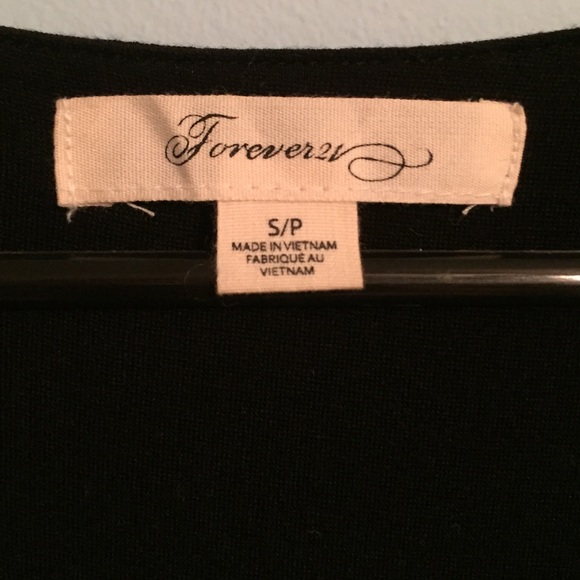 Forever21
S/P
MADE IN VIETNAM
FABRIQUÉ AU
VIETNAM